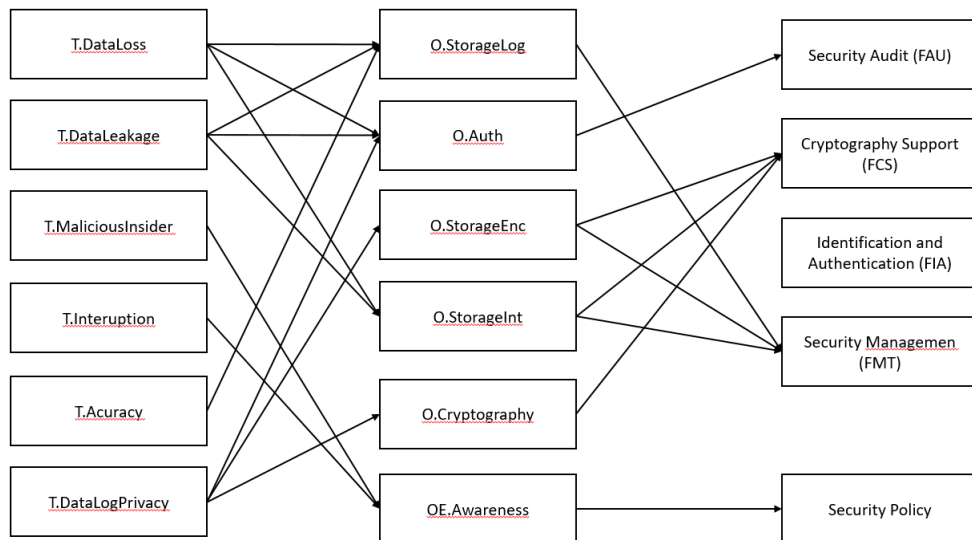 T.DataLoss
T.DataLeakage
T.MaliciousInsider
T.Interuption
T.Acuracy
T.DataLogPrivacy
O.StorageLog
O.Auth
O.StorageEnc
O.StorageInt
O.Cryptography
OE.Awareness
Security Audit (FAU)
Cryptography Support
(FCS)
Identification and
Authentication (FIA)
Security Managemen
(FMT)
Security Policy